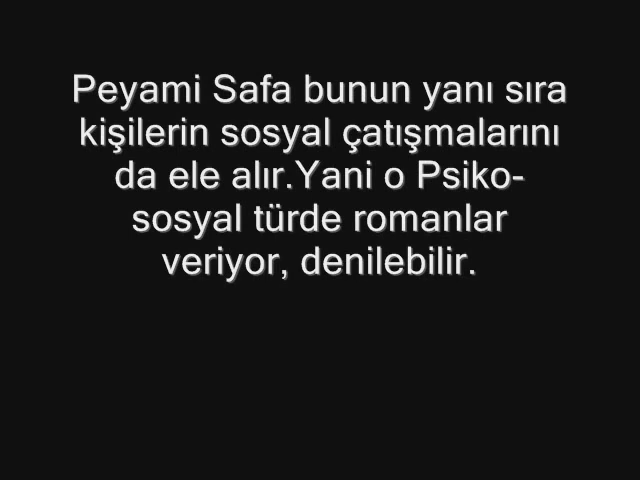 Peyami Safa bunun yanı sıra
kişilerin sosyal çatışmalarını
da ele alır.Yani o Psiko-
sosyal türde romanlar
veriyor, denilebilir.